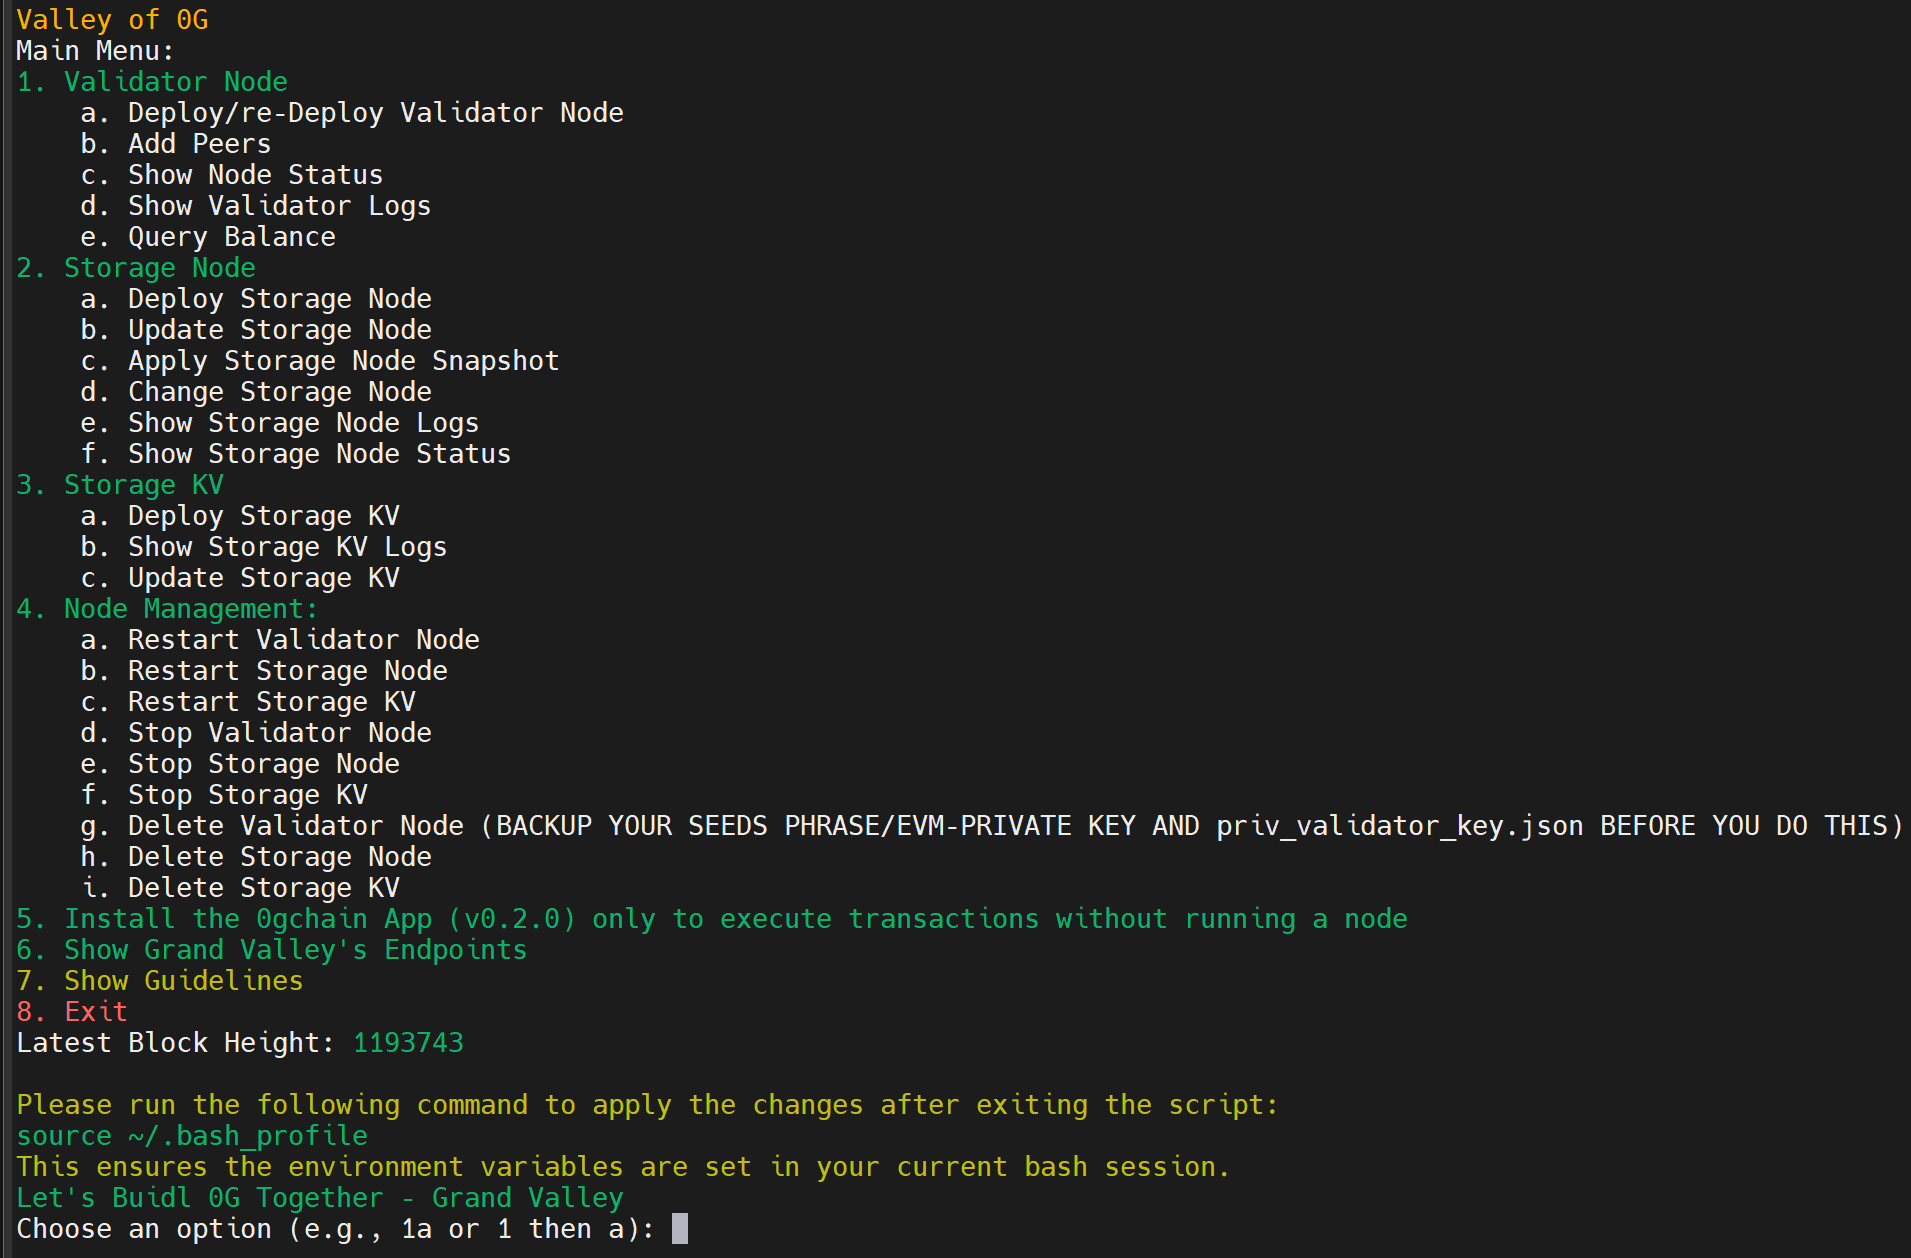 Valley of 0G
Main Menu:
1. Validator Node
    a. Deploy/re-Deploy Validator Node
    b. Add Peers
    c. Show Node Status
    d. Show Validator Logs
    e. Query Balance
2. Storage Node
    a. Deploy Storage Node
    b. Update Storage Node
    c. Apply Storage Node Snapshot
    d. Change Storage Node
    e. Show Storage Node Logs
    f. Show Storage Node Status
3. Storage KV
    a. Deploy Storage KV
    b. Show Storage KV Logs
    c. Update Storage KV
4. Node Management:
    a. Restart Validator Node
    b. Restart Storage Node
    c. Restart Storage KV
    d. Stop Validator Node
    e. Stop Storage Node
    f. Stop Storage KV
    g. Delete Validator Node (BACKUP YOUR SEEDS PHRASE/EVM-PRIVATE KEY AND priv_validator_key.json BEFORE YOU DO THIS)
    h. Delete Storage Node
    i. Delete Storage KV
5. Install the 0gchain App (v0.2.0) only to execute transactions without running a node
6. Show Grand Valley's Endpoints
7. Show Guidelines
8. Exit
Latest Block Height: 1193743

Please run the following command to apply the changes after exiting the script:
source ~/.bash_profile
This ensures the environment variables are set in your current bash session.
Let's Buidl 0G Together - Grand Valley
Choose an option (e.g., 1a or 1 then a):